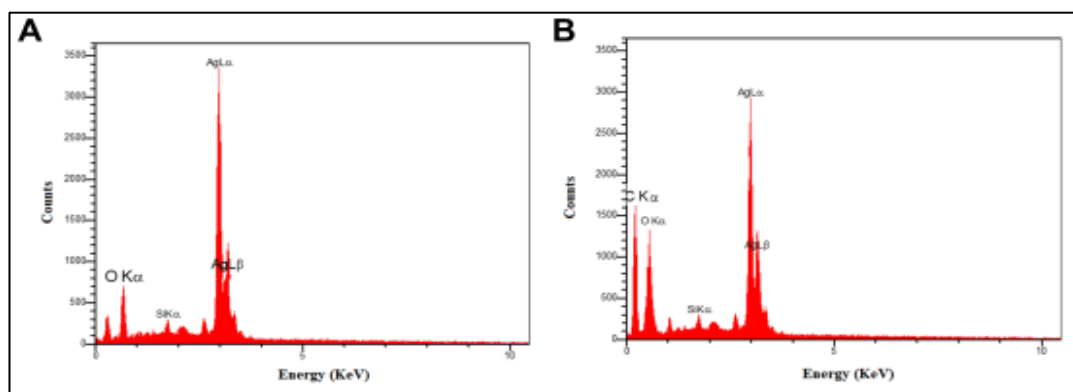 A
3500
3000
2500
2000
1500
1000
500
0
Counts
AgLα
AgLβ
O Kα
SiKα
0 5 10
Energy (KeV)
B
3500
3000
2500
2000
1500
1000
500
0
Counts
AgLα
C Kα
O Kα
AgLβ
SiKα
0 5 10
Energy (KeV)